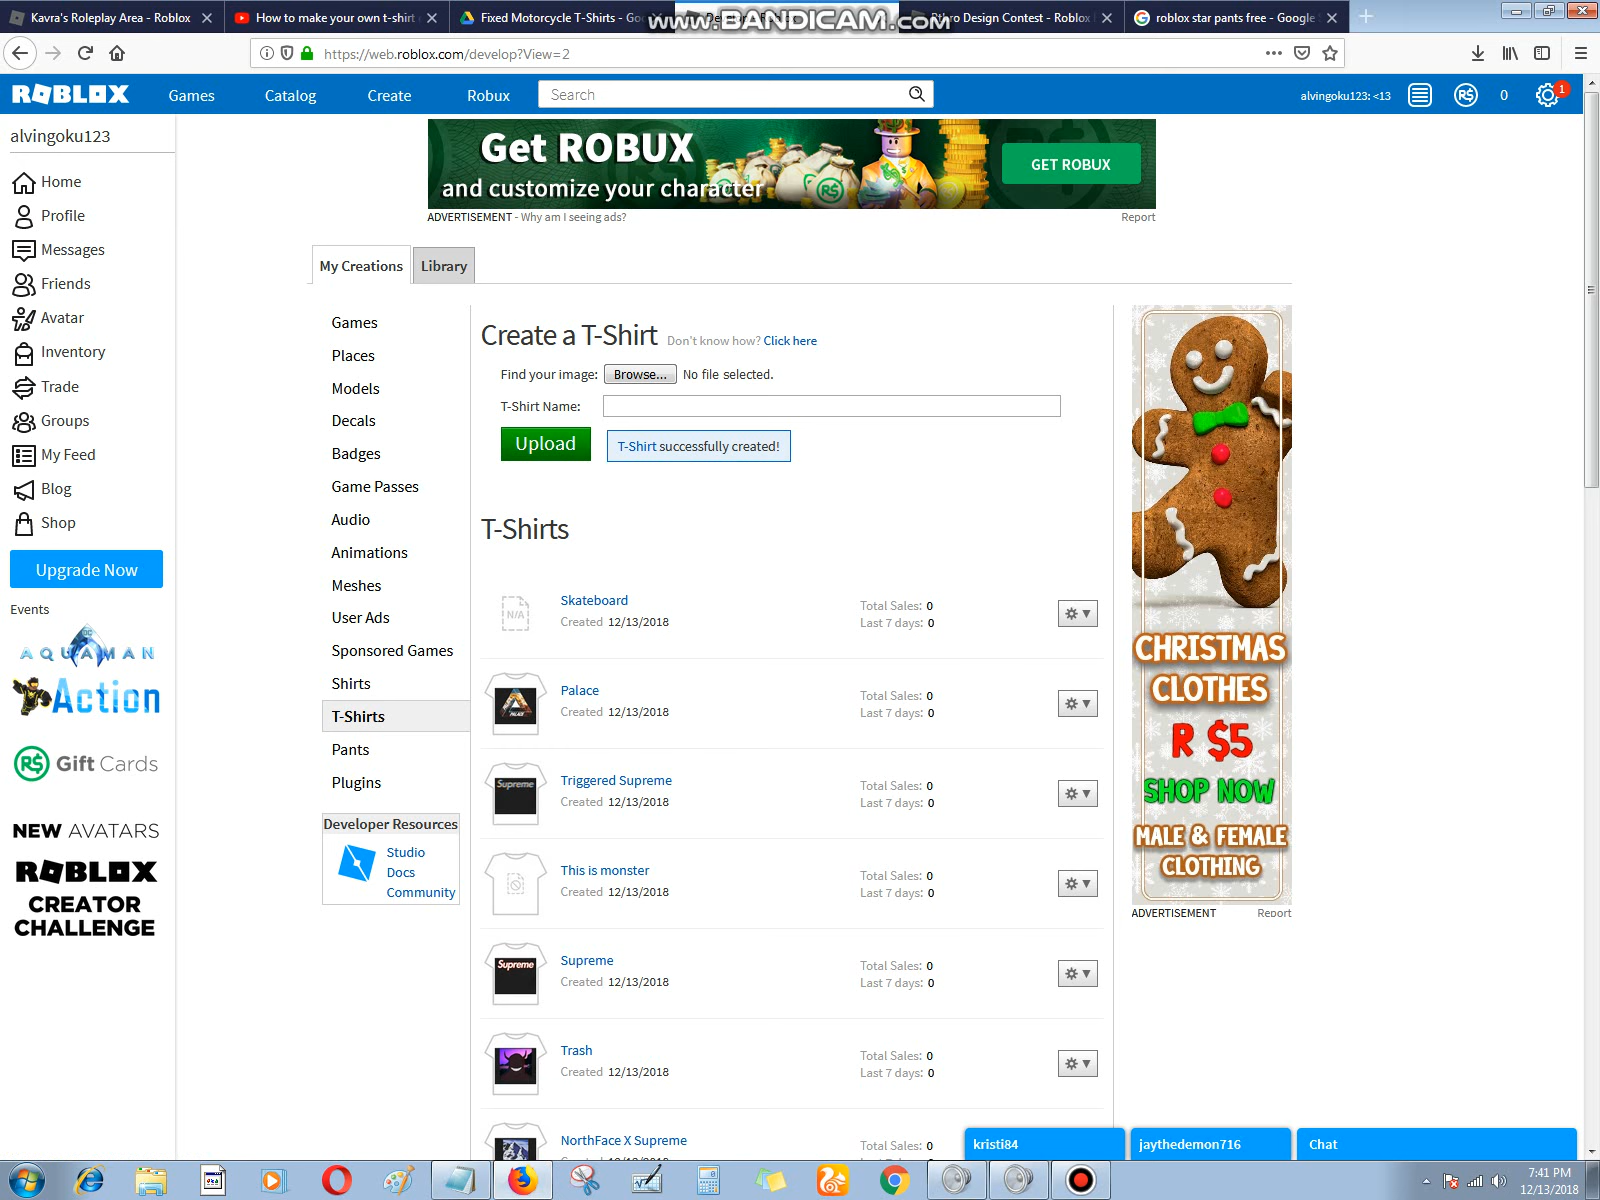 Kavra's Roleplay Area - Roblox
How to make your own t-shirt
Fixed Motorcycle T-Shirts - Go
Design Contest - Roblox
roblox star pants free - Google S
www.BANDICAM.com
https://web.roblox.com/develop?View=2
ROBLOX
Games
Catalog
Create
Robux
Search
alvingoku123: <13
0
1
alvingoku123
Home
Profile
Messages
Friends
Avatar
Inventory
Trade
Groups
My Feed
Blog
Shop
Upgrade Now
Events
DC
AQUAMAN
Action
R$ Gift Cards
NEW AVATARS
ROBLOX
CREATOR
CHALLENGE
Get ROBUX
and customize your character
R$
GET ROBUX
ADVERTISEMENT - Why am I seeing ads?
Report
My Creations
Library
Games
Places
Models
Decals
Badges
Game Passes
Audio
Animations
Meshes
User Ads
Sponsored Games
Shirts
T-Shirts
Pants
Plugins
Developer Resources
Studio
Docs
Community
Create a T-Shirt Don't know how? Click here
Find your image: Browse... No file selected.
T-Shirt Name:
Upload
T-Shirt successfully created!
T-Shirts
N/A
Skateboard
Created 12/13/2018
Total Sales: 0
Last 7 days: 0
PALACE
Palace
Created 12/13/2018
Total Sales: 0
Last 7 days: 0
Supreme
Triggered Supreme
Created 12/13/2018
Total Sales: 0
Last 7 days: 0
This is monster
Created 12/13/2018
Total Sales: 0
Last 7 days: 0
Supreme
Supreme
Created 12/13/2018
Total Sales: 0
Last 7 days: 0
Trash
Created 12/13/2018
Total Sales: 0
Last 7 days: 0
NorthFace X Supreme
Total Sales: 0
CHRISTMAS
CLOTHES
R $5
SHOP NOW
MALE & FEMALE
CLOTHING
ADVERTISEMENT
Report
kristi84
jaythedemon716
Chat
7:41 PM
12/13/2018